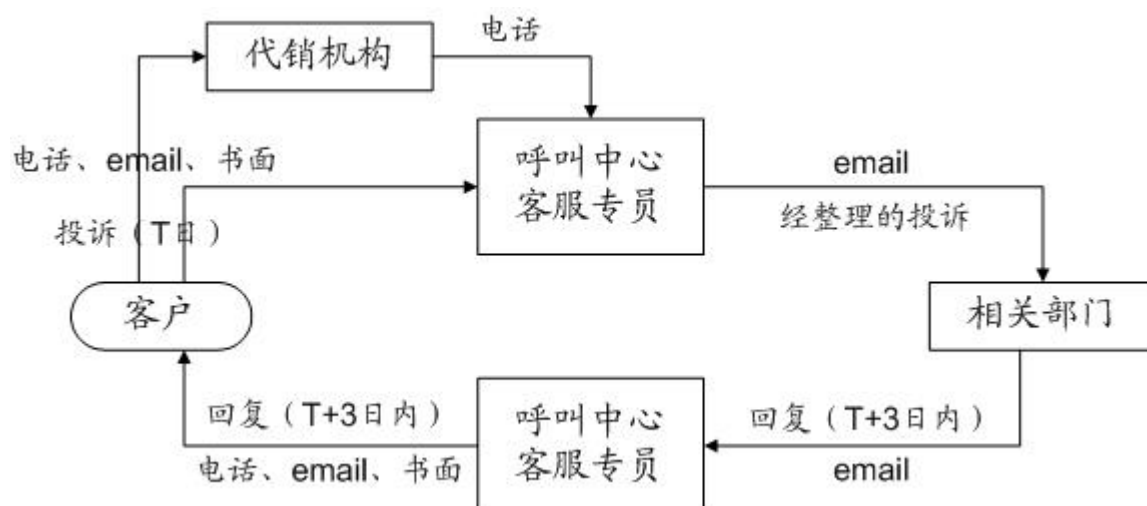 代销机构
电话
电话、email、书面
投诉（T日）
呼叫中心
客服专员
email
经整理的投诉
客户
相关部门
回复（T+3日内）
电话、email、书面
呼叫中心
客服专员
回复（T+3日内）
email